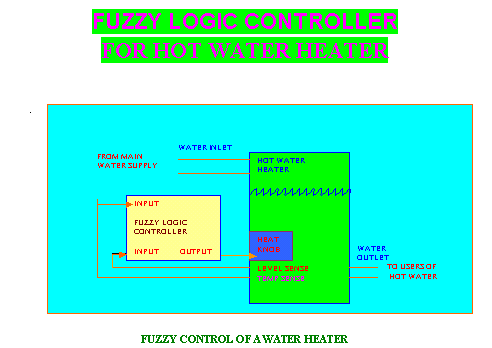 FUZZY LOGIC CONTROLLER
FOR HOT WATER HEATER
WATER INLET
FROM MAIN
WATER SUPPLY
HOT WATER
HEATER
INPUT
FUZZY LOGIC
CONTROLLER
INPUT OUTPUT
HEAT
KNOB
LEVEL SENSE
TEMP SENSE
WATER
OUTLET
TO USERS OF
HOT WATER
FUZZY CONTROL OF A WATER HEATER